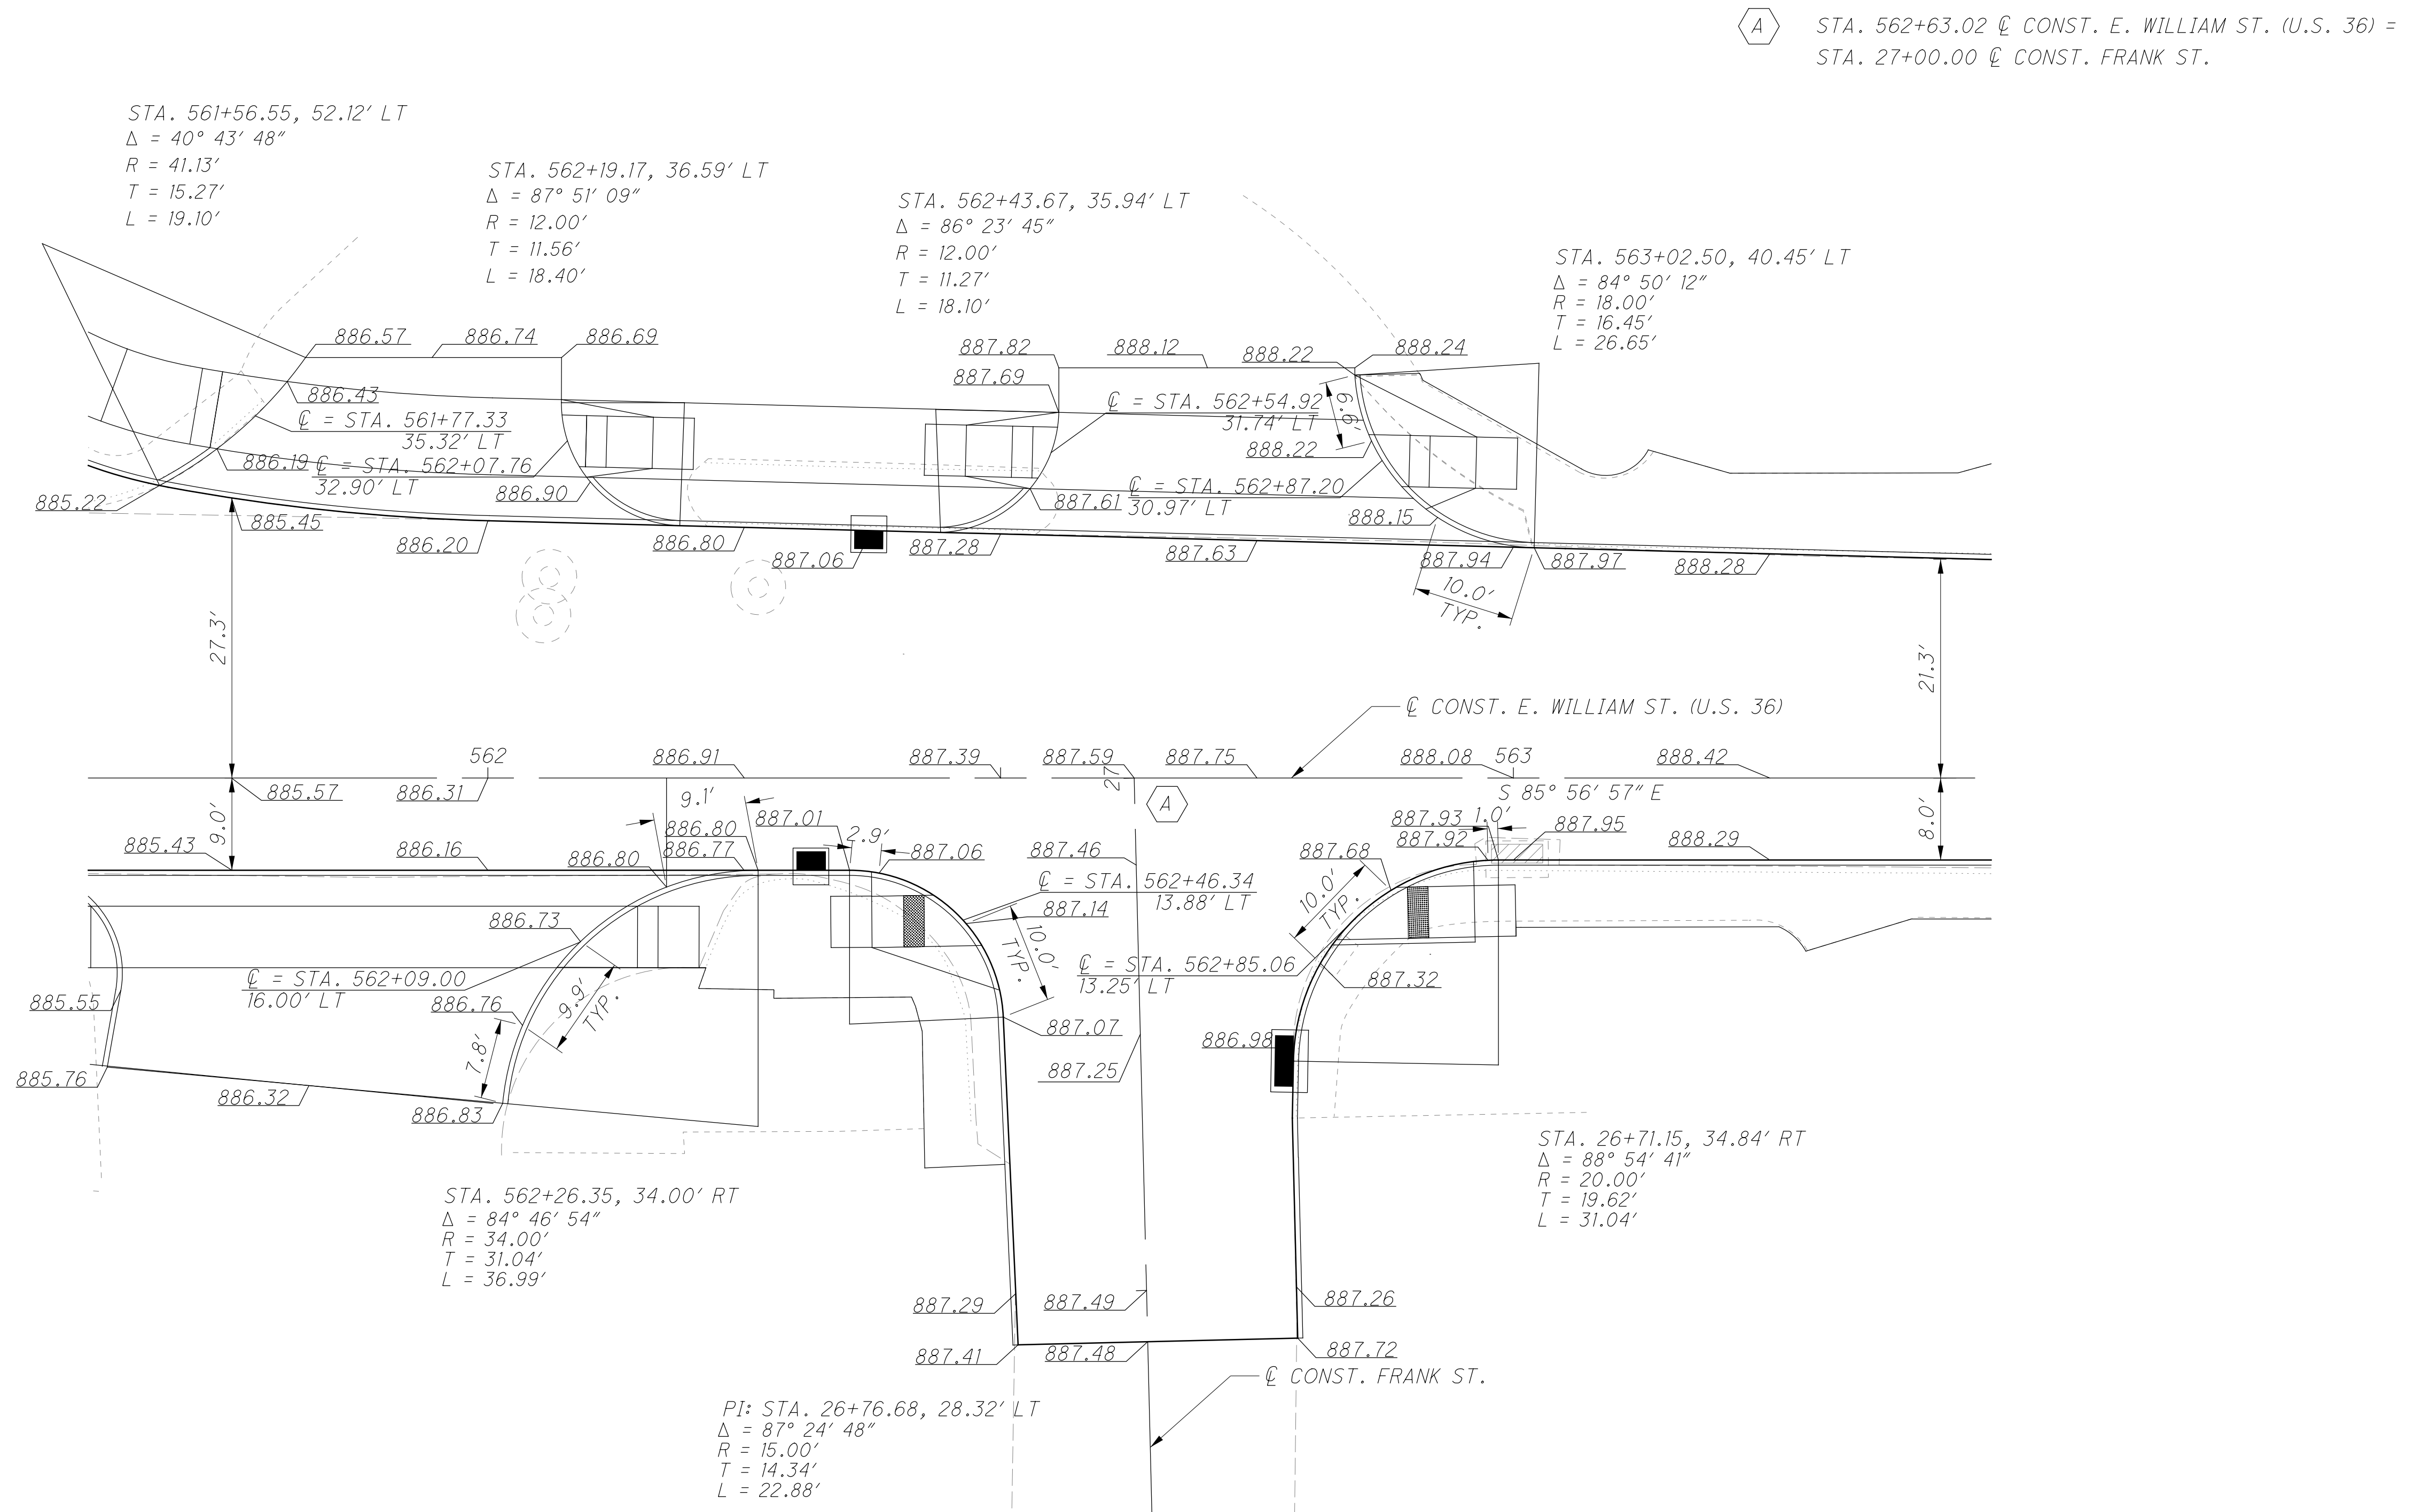 A
STA. 562+63.02 ℄ CONST. E. WILLIAM ST. (U.S. 36) =
STA. 27+00.00 ℄ CONST. FRANK ST.
STA. 561+56.55, 52.12' LT
Δ = 40° 43' 48"
R = 41.13'
T = 15.27'
L = 19.10'
STA. 562+19.17, 36.59' LT
Δ = 87° 51' 09"
R = 12.00'
T = 11.56'
L = 18.40'
STA. 562+43.67, 35.94' LT
Δ = 86° 23' 45"
R = 12.00'
T = 11.27'
L = 18.10'
STA. 563+02.50, 40.45' LT
Δ = 84° 50' 12"
R = 18.00'
T = 16.45'
L = 26.65'
886.57
886.74
886.69
887.82
888.12
888.22
888.24
887.69
886.43
℄ = STA. 561+77.33
35.32' LT
℄ = STA. 562+54.92
31.74' LT
9.6'
888.22
886.19
℄ = STA. 562+07.76
32.90' LT
886.90
885.22
885.45
887.61
℄ = STA. 562+87.20
30.97' LT
888.15
886.20
886.80
887.06
887.28
887.63
887.94
887.97
888.28
10.0'
TYP.
27.3'
21.3'
℄ CONST. E. WILLIAM ST. (U.S. 36)
562
886.91
887.39
887.59
887.75
888.08
563
888.42
27
885.57
886.31
S 85° 56' 57" E
A
9.0'
8.0'
9.1'
887.01
886.80
2.9'
887.93
1.0'
887.95
885.43
886.16
886.80
886.77
887.06
887.46
887.92
887.68
888.29
℄ = STA. 562+46.34
13.88' LT
887.14
10.0'
TYP.
10.0'
TYP.
886.73
℄ = STA. 562+09.00
16.00' LT
℄ = STA. 562+85.06
13.25' LT
887.32
885.55
886.76
9.9'
TYP.
7.8'
887.07
886.98
887.25
885.76
886.32
886.83
STA. 562+26.35, 34.00' RT
Δ = 84° 46' 54"
R = 34.00'
T = 31.04'
L = 36.99'
STA. 26+71.15, 34.84' RT
Δ = 88° 54' 41"
R = 20.00'
T = 19.62'
L = 31.04'
887.29
887.49
887.26
887.41
887.48
887.72
℄ CONST. FRANK ST.
PI: STA. 26+76.68, 28.32' LT
Δ = 87° 24' 48"
R = 15.00'
T = 14.34'
L = 22.88'